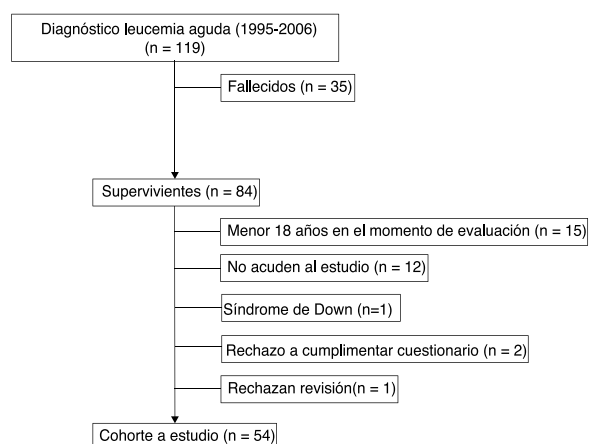 Diagnóstico leucemia aguda (1995-2006)
(n = 119)
Fallecidos (n = 35)
Supervivientes (n = 84)
Menor 18 años en el momento de evaluación (n = 15)
No acuden al estudio (n = 12)
Síndrome de Down (n=1)
Rechazo a cumplimentar cuestionario (n = 2)
Rechazan revisión(n = 1)
Cohorte a estudio (n = 54)